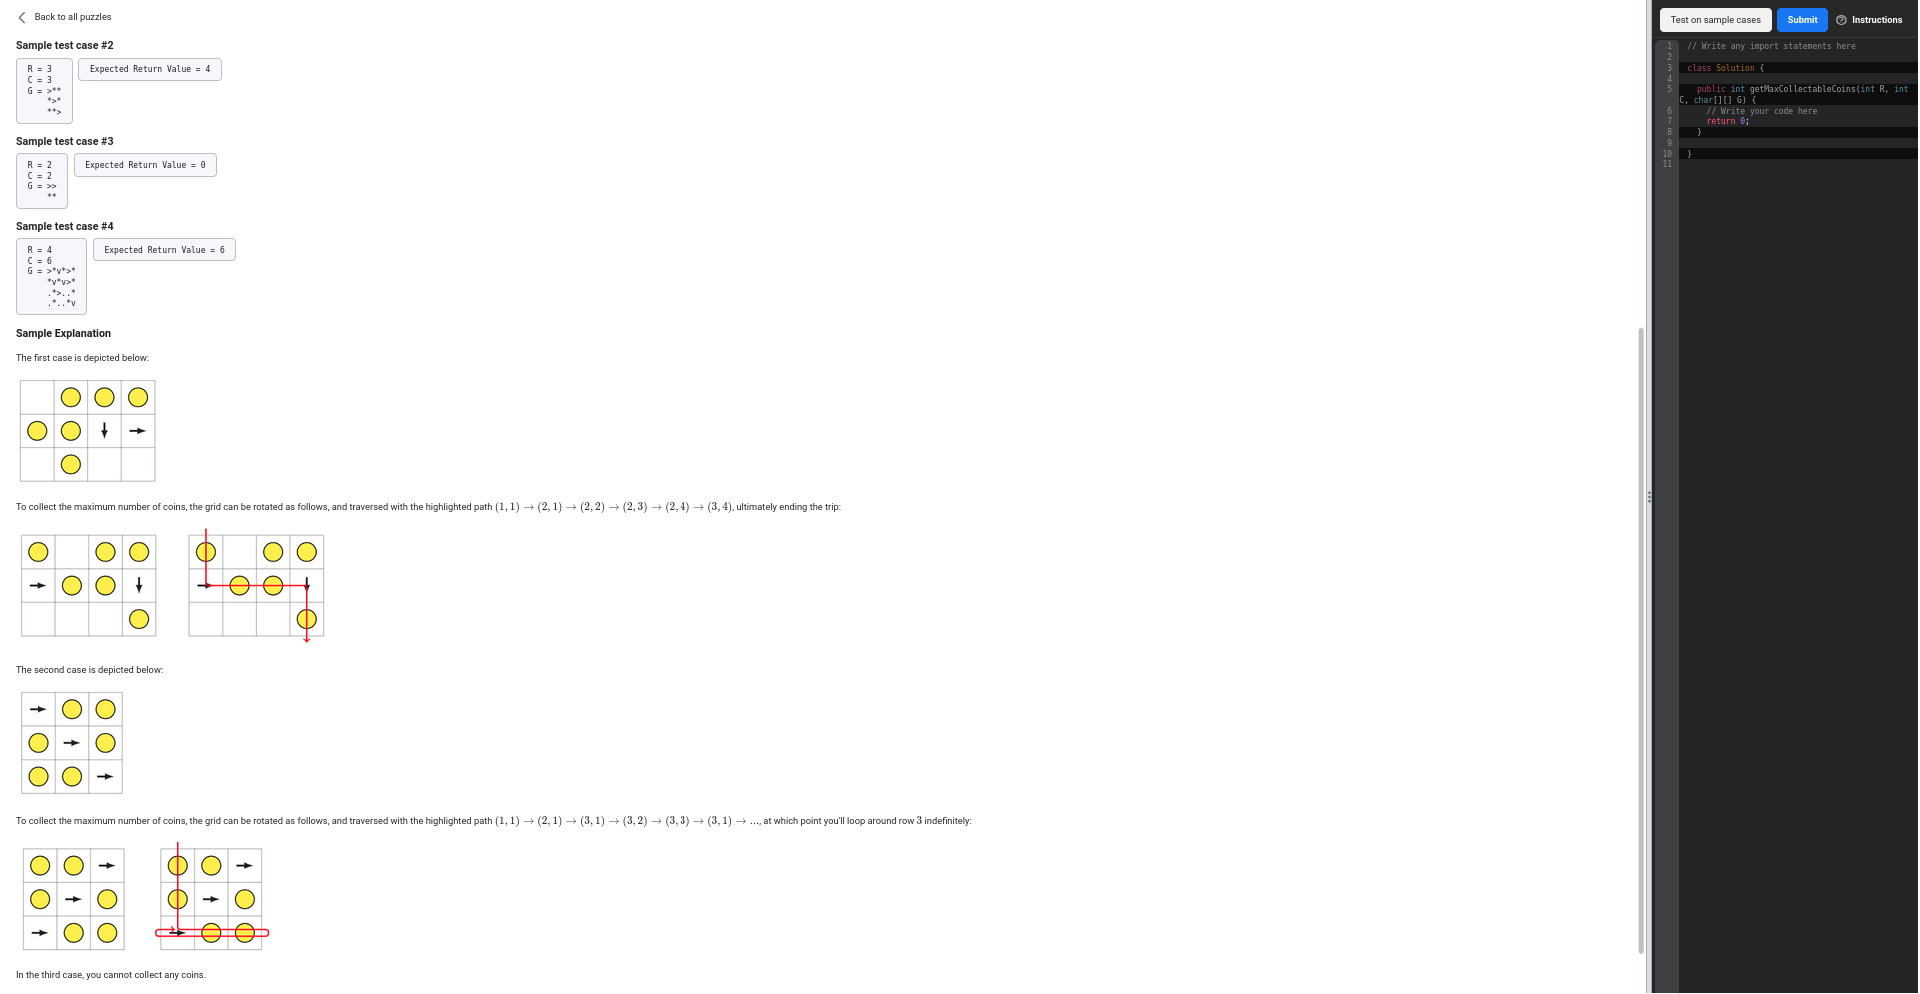 Back to all puzzles
Sample test case #2
R = 3
C = 3
G = >**
*>*
**>
Expected Return Value = 4
Sample test case #3
R = 2
C = 2
G = >>
**
Expected Return Value = 0
Sample test case #4
R = 4
C = 6
G = >*v*>*
*v*v>*
.*>..*
.*..*v
Expected Return Value = 6
Sample Explanation
The first case is depicted below:
To collect the maximum number of coins, the grid can be rotated as follows, and traversed with the highlighted path (1, 1) → (2, 1) → (2, 2) → (2, 3) → (2, 4) → (3, 4), ultimately ending the trip:
The second case is depicted below:
To collect the maximum number of coins, the grid can be rotated as follows, and traversed with the highlighted path (1, 1) → (2, 1) → (3, 1) → (3, 2) → (3, 3) → (3, 1) → ..., at which point you'll loop around row 3 indefinitely:
In the third case, you cannot collect any coins.
Test on sample cases
Submit
Instructions
1 // Write any import statements here
2
3 class Solution {
4
5 public int getMaxCollectableCoins(int R, int
C, char[][] G) {
6 // Write your code here
7 return 0;
8 }
9
10 }
11